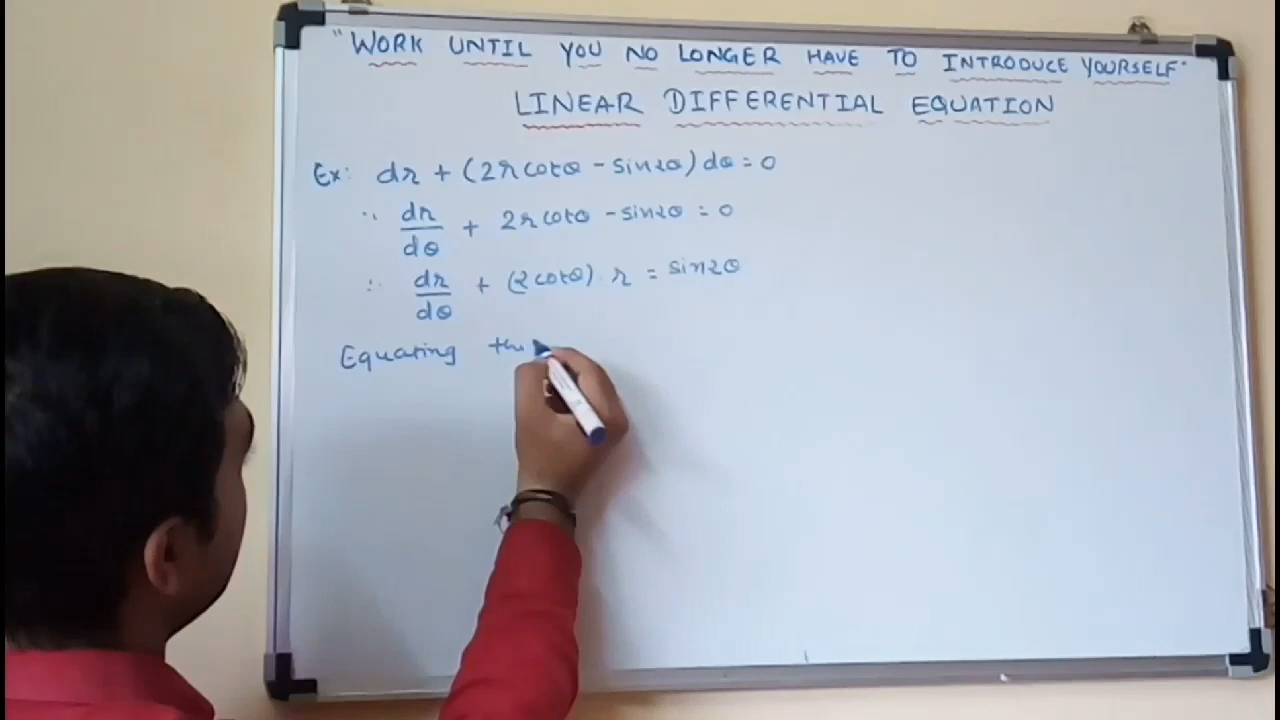 "WORK UNTIL YOU NO LONGER HAVE TO INTRODUCE YOURSELF"
LINEAR DIFFERENTIAL EQUATION
Ex: dr + (2r cotθ - sin2θ) dθ = 0
∴ dr/dθ + 2r cotθ - sin2θ = 0
∴ dr/dθ + (2cotθ) · r = sin2θ
Equating